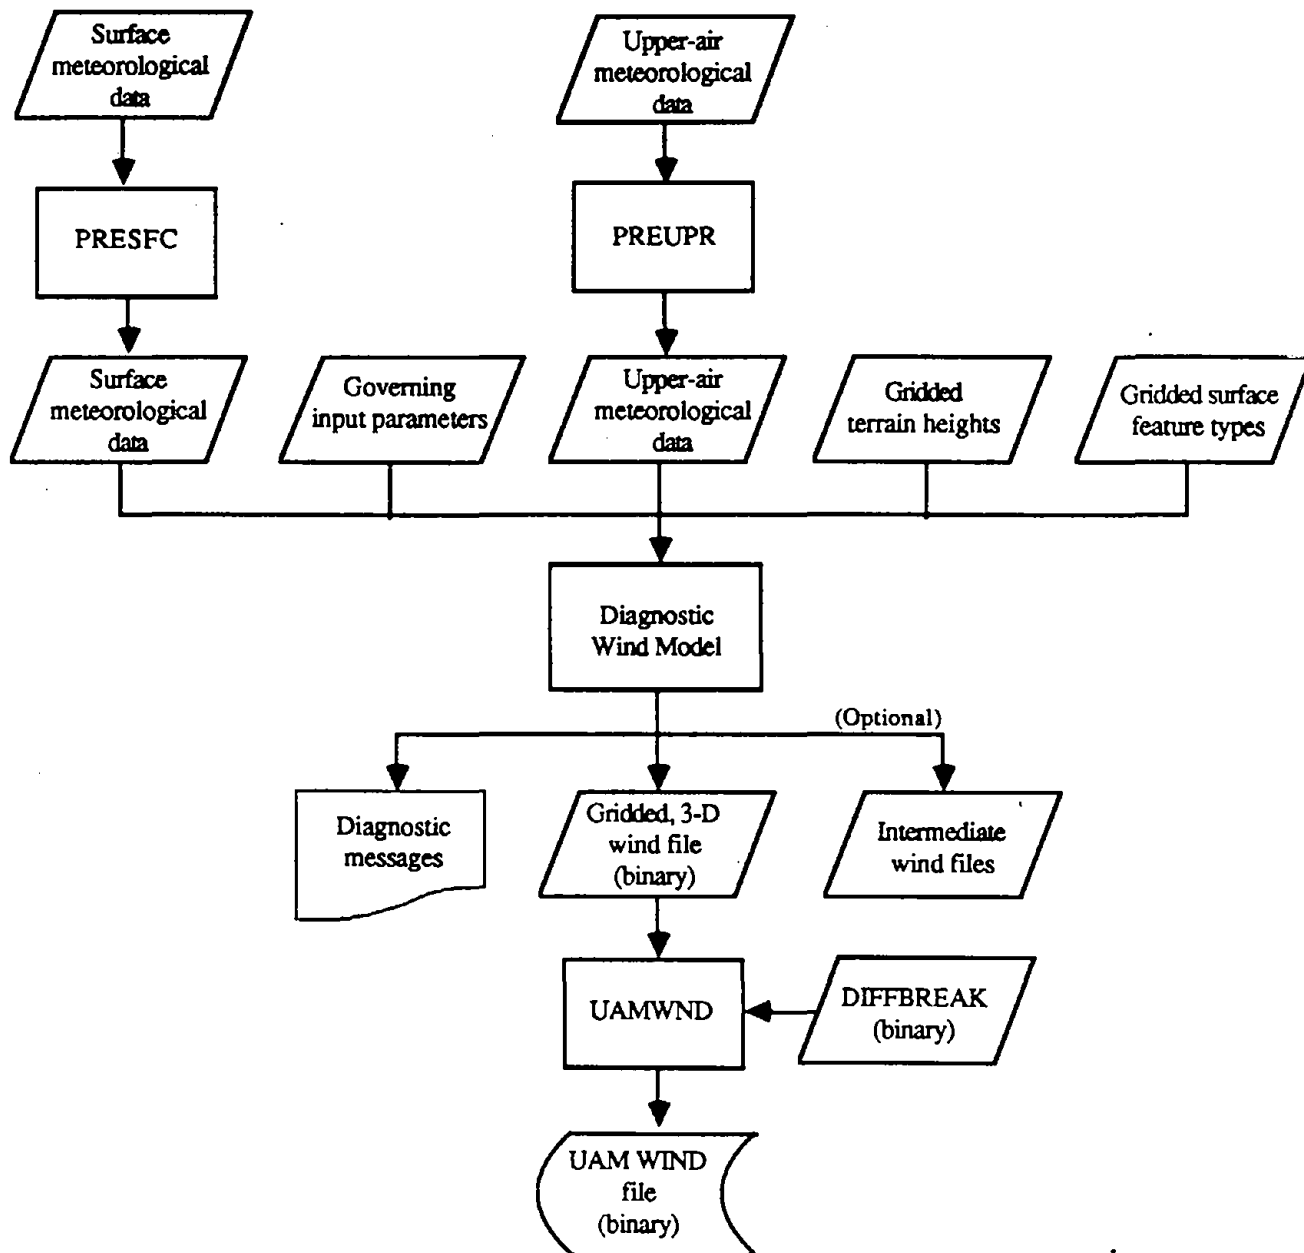 Surface
meteorological
data
Upper-air
meteorological
data
PRESFC
PREUPR
Surface
meteorological
data
Governing
input parameters
Upper-air
meteorological
data
Gridded
terrain heights
Gridded surface
feature types
Diagnostic
Wind Model
(Optional)
Diagnostic
messages
Gridded, 3-D
wind file
(binary)
Intermediate
wind files
UAMWND
DIFFBREAK
(binary)
UAM WIND
file
(binary)